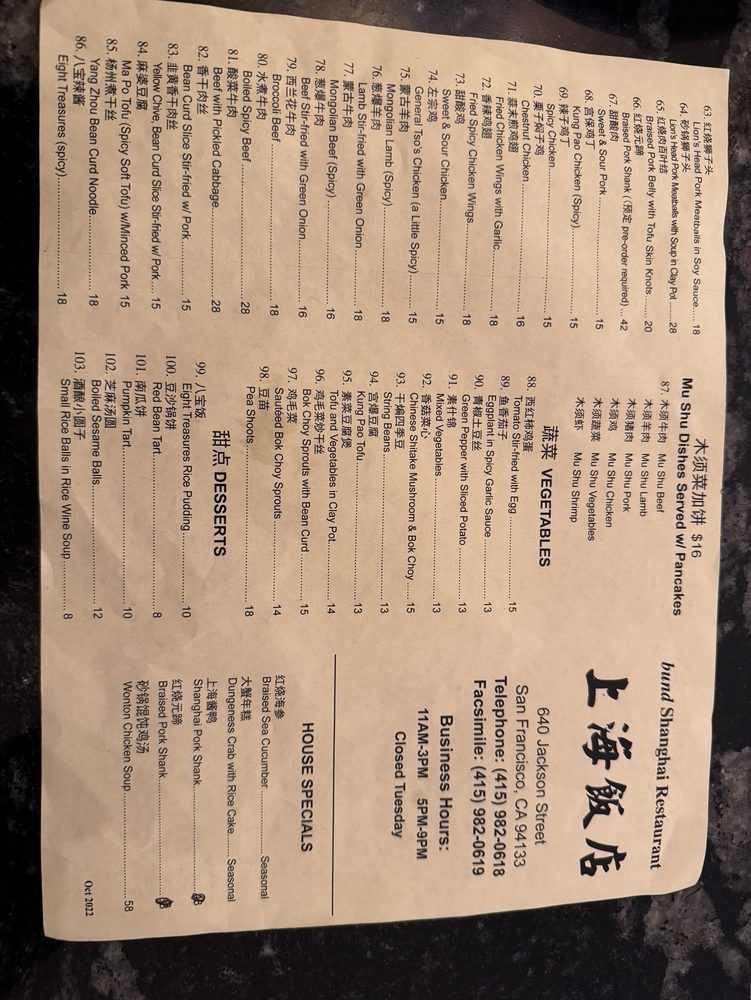 63. 红烧狮子头
Lion's Head Pork Meatballs in Soy Sauce..... 18
64. 砂锅狮子头
Lion's Head Pork Meatballs with Soup in Clay Pot....... 28
65. 红烧肉百叶结
Braised Pork Belly with Tofu Skin Knots........ 20
66. 红烧元蹄
Braised Pork Shank ((预定 pre-order required) ... 42
67. 甜酸肉
Sweet & Sour Pork........ 15
68. 宫保鸡丁
Kung Pao Chicken (Spicy)........ 15
69. 辣子鸡丁
Spicy Chicken........ 15
70. 栗子焖子鸡
Chestnut Chicken........ 16
71. 蒜末煎鸡翅
Fried Chicken Wings with Garlic........ 18
72. 香辣鸡翅
Fried Spicy Chicken Wings........ 18
73. 甜酸鸡
Sweet & Sour Chicken........ 15
74. 左宗鸡
General Tso's Chicken (a Little Spicy)........ 15
75. 蒙古羊肉
Mongolian Lamb (Spicy)........ 18
76. 葱爆羊肉
Lamb Stir-fried with Green Onion........ 18
77. 蒙古牛肉
Mongolian Beef (Spicy)........ 16
78. 葱爆牛肉
Beef Stir-fried with Green Onion........ 16
79. 西兰花牛肉
Broccoli Beef........ 18
80. 水煮牛肉
Boiled Spicy Beef........ 28
81. 酸菜牛肉
Beef with Pickled Cabbage........ 28
82. 香干肉丝
Bean Curd Slice Stir-fried w/ Pork........ 15
83. 韭黄香干肉丝
Yellow Chive, Bean Curd Slice Stir-fried w/ Pork... 15
84. 麻婆豆腐
Ma Po Tofu (Spicy Soft Tofu) w/Minced Pork 15
85. 杨州煮干丝
Yang Zhou Bean Curd Noodle........ 18
86. 八宝辣酱
Eight Treasures (spicy)........ 18
木须菜加饼 $16
Mu Shu Dishes Served w/ Pancakes
87. 木须牛肉 Mu Shu Beef
木须羊肉 Mu Shu Lamb
木须猪肉 Mu Shu Pork
木须鸡 Mu Shu Chicken
木须蔬菜 Mu Shu Vegetables
木须虾 Mu Shu Shrimp
蔬菜 VEGETABLES
88. 西红柿鸡蛋
Tomato Stir-fried with Egg........ 15
89. 鱼香茄子
Eggplant in Spicy Garlic Sauce........ 13
90. 青椒土豆丝
Green Pepper with Sliced Potato........ 13
91. 素什锦
Mixed Vegetables........ 13
92. 香菇菜心
Chinese Shitake Mushroom & Bok Choy.... 15
93. 干煸四季豆
String Beans........ 13
94. 宫爆豆腐
Kung Pao Tofu........ 13
95. 素菜豆腐煲
Tofu and Vegetables in Clay Pot........ 14
96. 鸡毛菜炒干丝
Bok Choy Sprouts with Bean Curd........ 15
97. 鸡毛菜
Sautéed Bok Choy Sprouts........ 14
98. 豆苗
Pea Shoots........ 18
甜点 DESSERTS
99. 八宝饭
Eight Treasures Rice Pudding........ 10
100. 豆沙锅饼
Red Bean Tart........ 8
101. 南瓜饼
Pumpkin Tart........ 10
102. 芝麻汤圆
Boiled Sesame Balls........ 12
103. 酒酿小圆子
Small Rice Balls in Rice Wine Soup........ 8
bund Shanghai Restaurant
上海飯店
640 Jackson Street
San Francisco, CA 94133
Telephone: (415) 982-0618
Facsimile: (415) 982-0619
Business Hours:
11AM-3PM 5PM-9PM
Closed Tuesday
HOUSE SPECIALS
红烧海参
Braised Sea Cucumber........ Seasonal
大蟹年糕
Dungeness Crab with Rice Cake...... Seasonal
上海酱鸭
Shanghai Pork Shank........
红烧元蹄
Braised Pork Shank........
砂锅馄饨鸡汤
Wonton Chicken Soup........ 58
Oct 2022